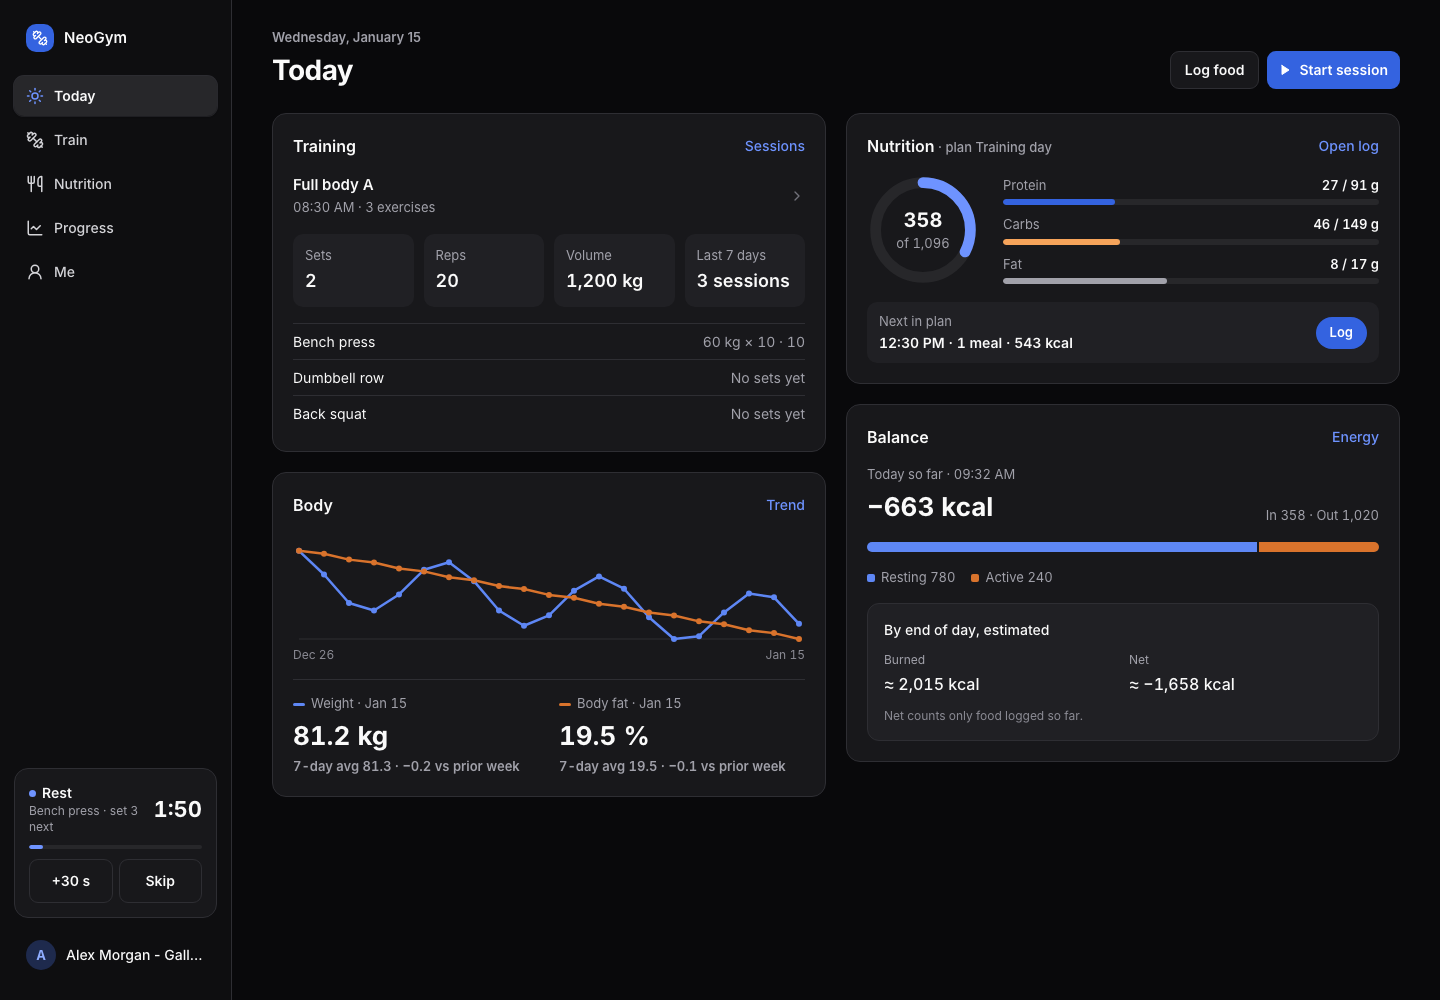 NeoGym
Today
Train
Nutrition
Progress
Me
Rest
Bench press · set 3
next
1:50
+30 s
Skip
A
Alex Morgan - Gall...
Wednesday, January 15
Today
Log food
Start session
Training
Sessions
Full body A
08:30 AM · 3 exercises
Sets
2
Reps
20
Volume
1,200 kg
Last 7 days
3 sessions
Bench press
60 kg × 10 · 10
Dumbbell row
No sets yet
Back squat
No sets yet
Body
Trend
Dec 26
Jan 15
Weight · Jan 15
81.2 kg
7-day avg 81.3 · −0.2 vs prior week
Body fat · Jan 15
19.5 %
7-day avg 19.5 · −0.1 vs prior week
Nutrition · plan Training day
Open log
358
of 1,096
Protein
27 / 91 g
Carbs
46 / 149 g
Fat
8 / 17 g
Next in plan
12:30 PM · 1 meal · 543 kcal
Log
Balance
Energy
Today so far · 09:32 AM
−663 kcal
In 358 · Out 1,020
Resting 780
Active 240
By end of day, estimated
Burned
≈ 2,015 kcal
Net
≈ −1,658 kcal
Net counts only food logged so far.